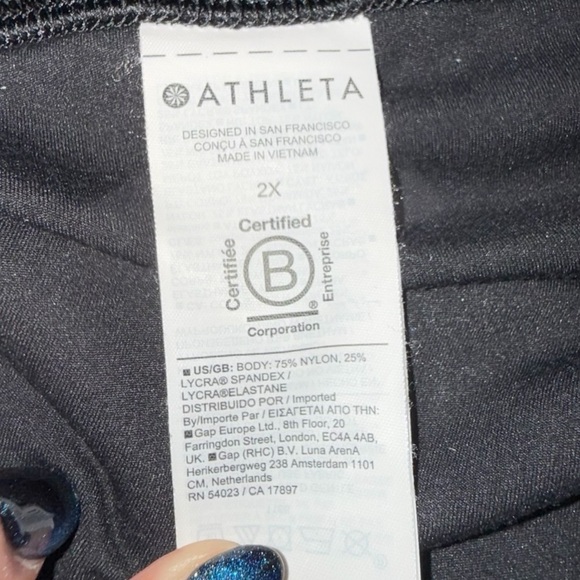 ATHLETA
DESIGNED IN SAN FRANCISCO
CONÇU À SAN FRANCISCO
MADE IN VIETNAM
2X
Certified
Certifiée
B
Entreprise
®
Corporation
US/GB: BODY: 75% NYLON, 25%
LYCRA® SPANDEX /
LYCRA®ELASTANE
DISTRIBUIDO POR / Imported
By/Importe Par / ΕΙΣΑΓΕΤΑΙ ΑΠΟ ΤΗΝ:
Gap Europe Ltd., 8th Floor, 20
Farringdon Street, London, EC4A 4AB,
UK. Gap (RHC) B.V. Luna ArenA
Herikerbergweg 238 Amsterdam 1101
CM, Netherlands
RN 54023 / CA 17897